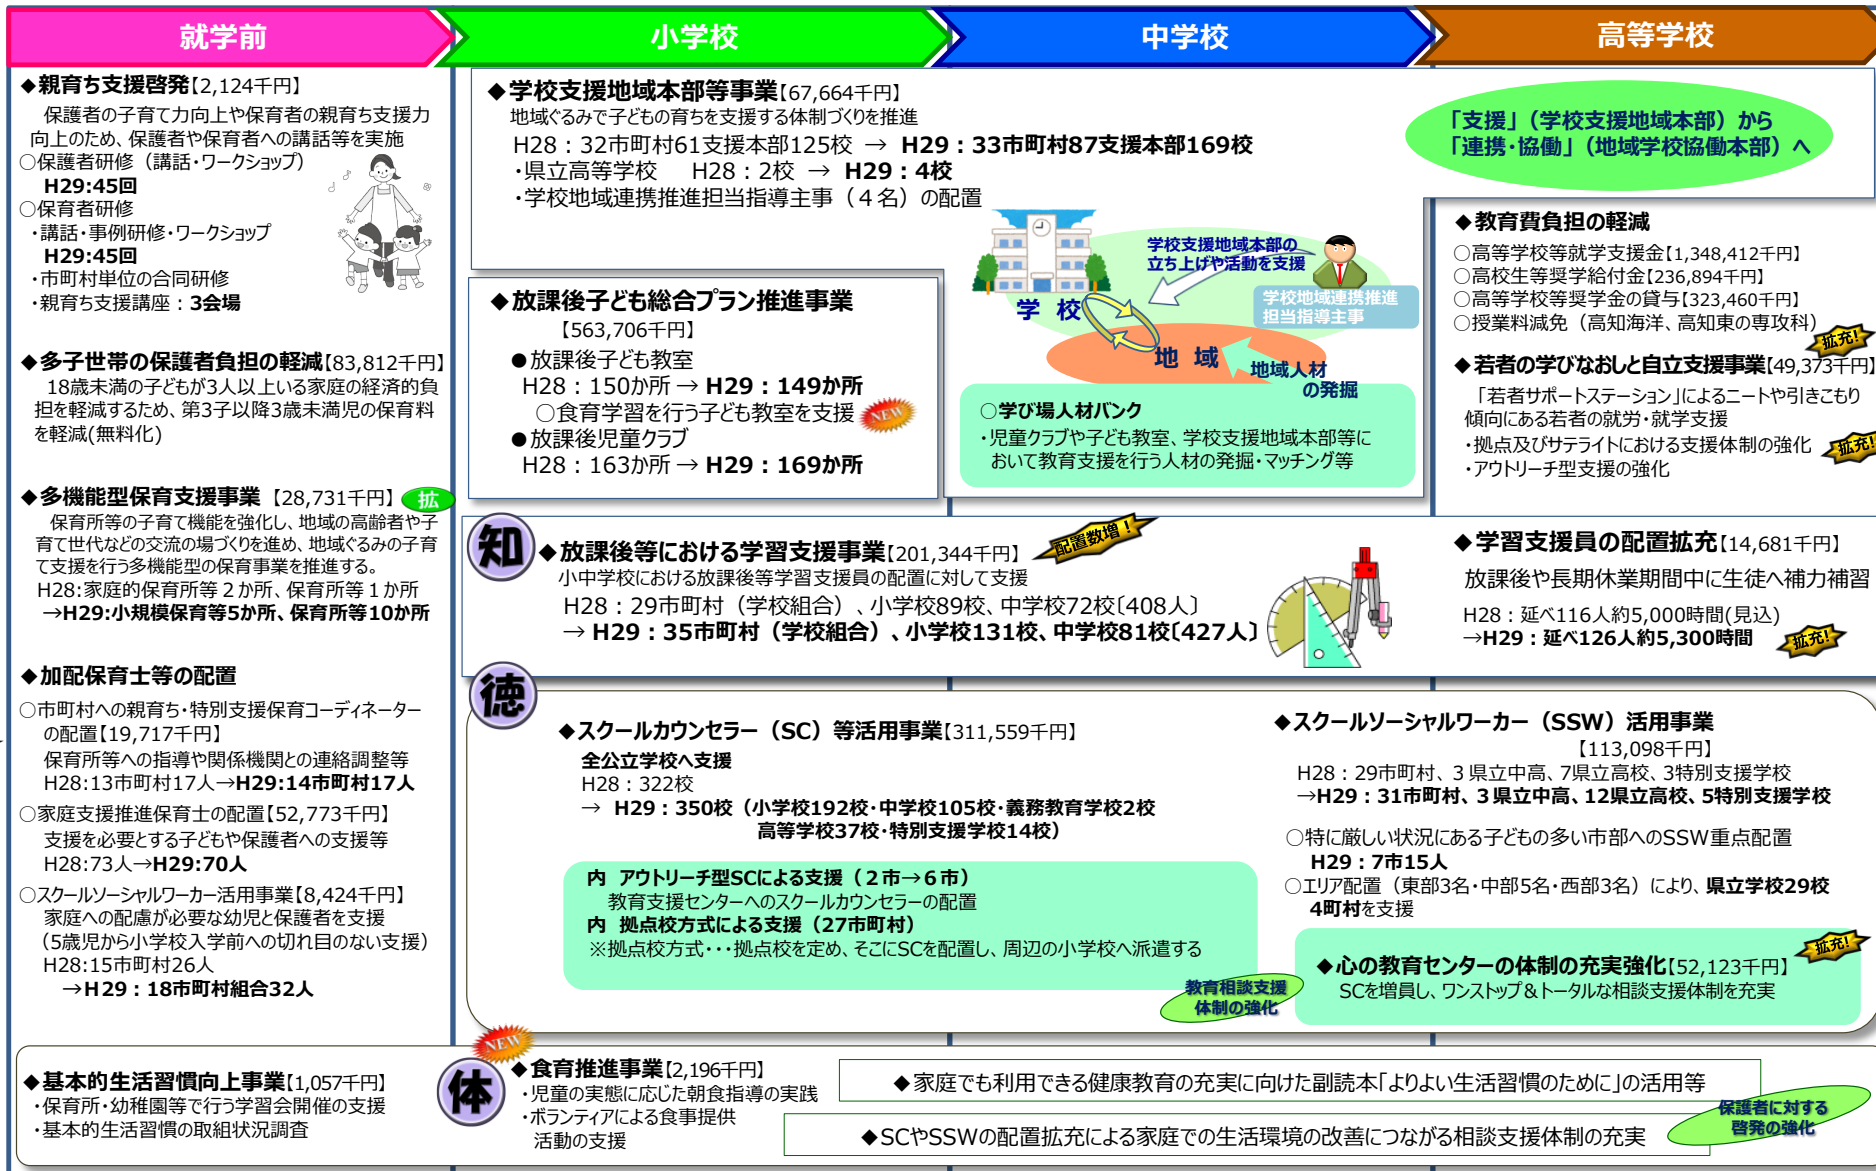 就学前
小学校
中学校
高等学校
◆親育ち支援啓発【2,124千円】
保護者の子育て力向上や保育者の親育ち支援力
向上のため、保護者や保育者への講話等を実施
○保護者研修（講話・ワークショップ）
H29:45回
○保育者研修
・講話・事例研修・ワークショップ
H29:45回
・市町村単位の合同研修
・親育ち支援講座：3会場
◆多子世帯の保護者負担の軽減【83,812千円】
18歳未満の子どもが3人以上いる家庭の経済的負
担を軽減するため、第3子以降3歳未満児の保育料
を軽減(無料化)
◆多機能型保育支援事業 【28,731千円】 拡
保育所等の子育て機能を強化し、地域の高齢者や子
育て世代などの交流の場づくりを進め、地域ぐるみの子育
て支援を行う多機能型の保育事業を推進する。
H28:家庭的保育所等２か所、保育所等１か所
→H29:小規模保育等5か所、保育所等10か所
◆加配保育士等の配置
○市町村への親育ち・特別支援保育コーディネーター
の配置【19,717千円】
保育所等への指導や関係機関との連絡調整等
H28:13市町村17人→H29:14市町村17人
○家庭支援推進保育士の配置【52,773千円】
支援を必要とする子どもや保護者への支援等
H28:73人→H29:70人
○スクールソーシャルワーカー活用事業【8,424千円】
家庭への配慮が必要な幼児と保護者を支援
（5歳児から小学校入学前への切れ目のない支援）
H28:15市町村26人
→H29：18市町村組合32人
◆学校支援地域本部等事業【67,664千円】
地域ぐるみで子どもの育ちを支援する体制づくりを推進
H28：32市町村61支援本部125校 → H29：33市町村87支援本部169校
・県立高等学校 H28：2校 → H29：4校
・学校地域連携推進担当指導主事（４名）の配置
「支援」（学校支援地域本部）から
「連携・協働」（地域学校協働本部）へ
学校支援地域本部の
立ち上げや活動を支援
学 校
学校地域連携推進
担当指導主事
地 域
地域人材
の発掘
○学び場人材バンク
・児童クラブや子ども教室、学校支援地域本部等に
おいて教育支援を行う人材の発掘・マッチング等
◆放課後子ども総合プラン推進事業
【563,706千円】
●放課後子ども教室
H28：150か所 → H29：149か所
○食育学習を行う子ども教室を支援 NEW
●放課後児童クラブ
H28：163か所 → H29：169か所
◆教育費負担の軽減
○高等学校等就学支援金【1,348,412千円】
○高校生等奨学給付金【236,894千円】
○高等学校等奨学金の貸与【323,460千円】
○授業料減免（高知海洋、高知東の専攻科）
拡充!
◆若者の学びなおしと自立支援事業【49,373千円】
「若者サポートステーション」によるニートや引きこもり
傾向にある若者の就労・就学支援
・拠点及びサテライトにおける支援体制の強化 拡充!
・アウトリーチ型支援の強化
知
◆放課後等における学習支援事業【201,344千円】 配置数増！
小中学校における放課後等学習支援員の配置に対して支援
H28：29市町村（学校組合）、小学校89校、中学校72校〔408人〕
→ H29：35市町村（学校組合）、小学校131校、中学校81校〔427人〕
◆学習支援員の配置拡充【14,681千円】
放課後や長期休業期間中に生徒へ補力補習
H28：延べ116人約5,000時間(見込)
→H29：延べ126人約5,300時間 拡充!
徳
◆スクールカウンセラー（SC）等活用事業【311,559千円】
全公立学校へ支援
H28：322校
→ H29：350校（小学校192校・中学校105校・義務教育学校2校
高等学校37校・特別支援学校14校）
内 アウトリーチ型SCによる支援（２市→６市）
教育支援センターへのスクールカウンセラーの配置
内 拠点校方式による支援（27市町村）
※拠点校方式・・・拠点校を定め、そこにSCを配置し、周辺の小学校へ派遣する
教育相談支援
体制の強化
◆スクールソーシャルワーカー（SSW）活用事業
【113,098千円】
H28：29市町村、３県立中高、7県立高校、3特別支援学校
→H29：31市町村、３県立中高、12県立高校、5特別支援学校
○特に厳しい状況にある子どもの多い市部へのSSW重点配置
H29：7市15人
○エリア配置（東部3名・中部5名・西部3名）により、県立学校29校
4町村を支援
拡充!
◆心の教育センターの体制の充実強化【52,123千円】
SCを増員し、ワンストップ＆トータルな相談支援体制を充実
◆基本的生活習慣向上事業【1,057千円】
・保育所・幼稚園等で行う学習会開催の支援
・基本的生活習慣の取組状況調査
NEW
体
◆食育推進事業【2,196千円】
・児童の実態に応じた朝食指導の実践
・ボランティアによる食事提供
活動の支援
◆家庭でも利用できる健康教育の充実に向けた副読本「よりよい生活習慣のために」の活用等
◆SCやSSWの配置拡充による家庭での生活環境の改善につながる相談支援体制の充実
保護者に対する
啓発の強化